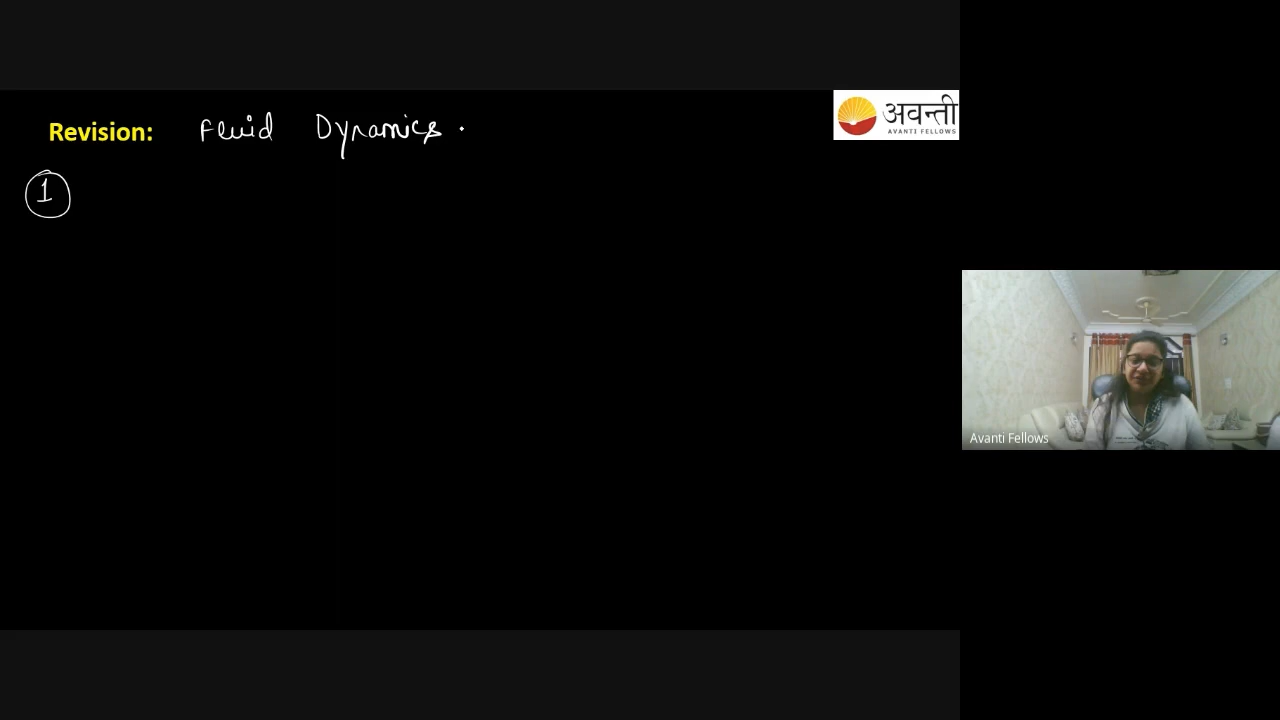 Revision: Fluid Dynamics.
1
अवन्ती
AVANTI FELLOWS
Avanti Fellows